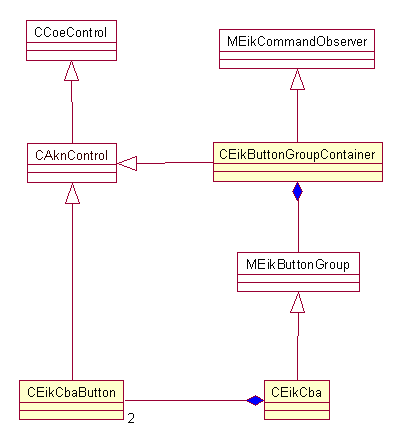 CCoeControl
MEikCommandObserver
CAknControl
CEikButtonGroupContainer
MEikButtonGroup
CEikCbaButton
CEikCba
2